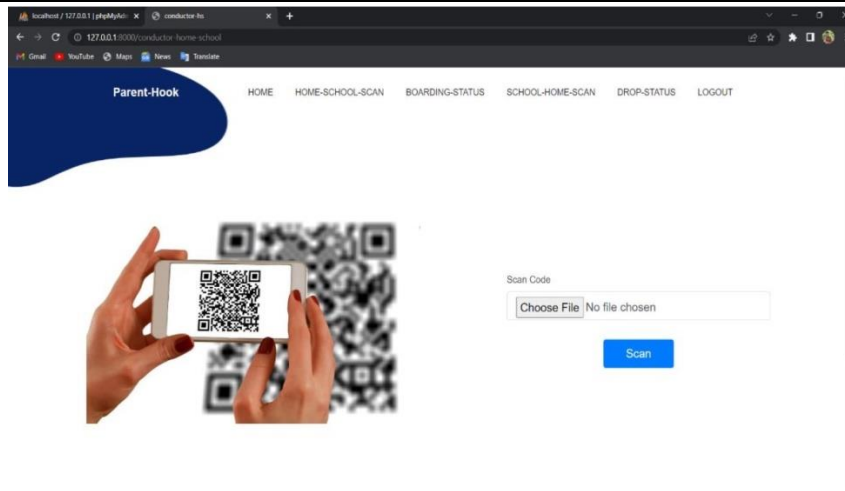 localhost / 127.0.0.1 | phpMyAdm
conductor-hs
127.0.0.1:8000/conductor-home-school
Gmail YouTube Maps News Translate
Parent-Hook HOME HOME-SCHOOL-SCAN BOARDING-STATUS SCHOOL-HOME-SCAN DROP-STATUS LOGOUT
Scan Code
Choose File No file chosen
Scan